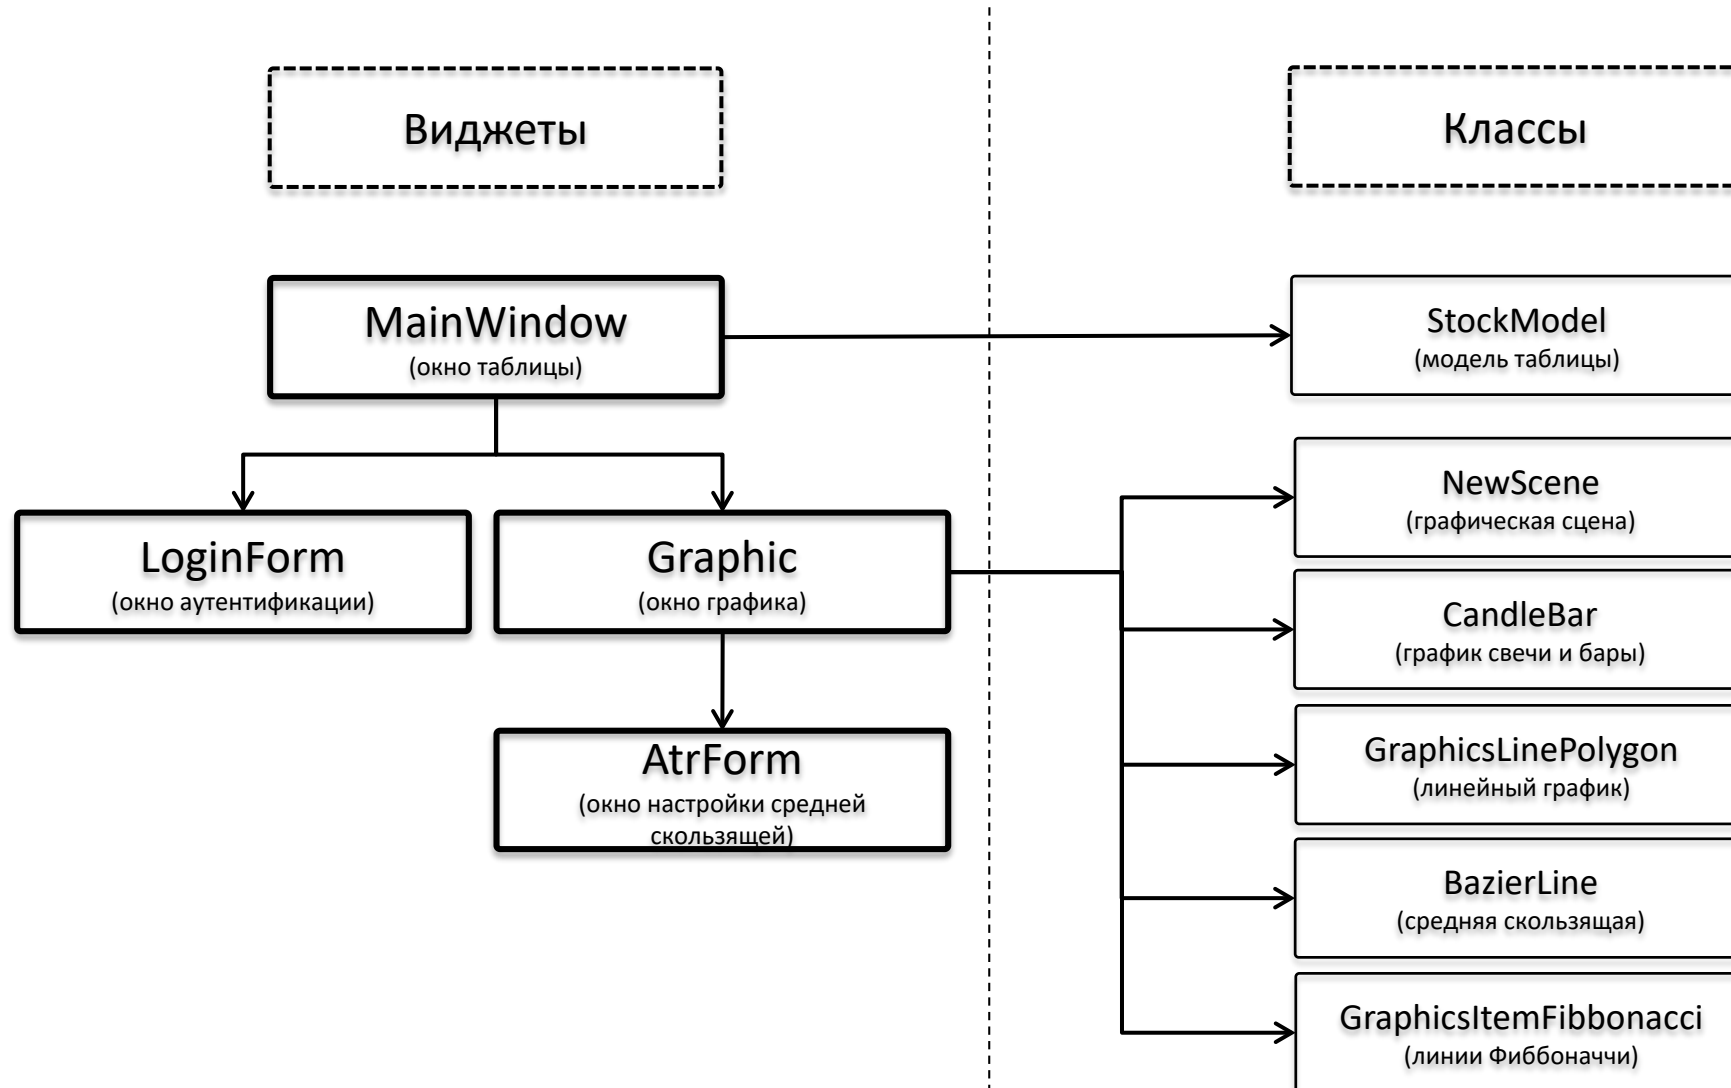 Виджеты
Классы
MainWindow
(окно таблицы)
StockModel
(модель таблицы)
LoginForm
(окно аутентификации)
Graphic
(окно графика)
NewScene
(графическая сцена)
CandleBar
(график свечи и бары)
AtrForm
(окно настройки средней
скользящей)
GraphicsLinePolygon
(линейный график)
BazierLine
(средняя скользящая)
GraphicsItemFibbonacci
(линии Фиббоначчи)